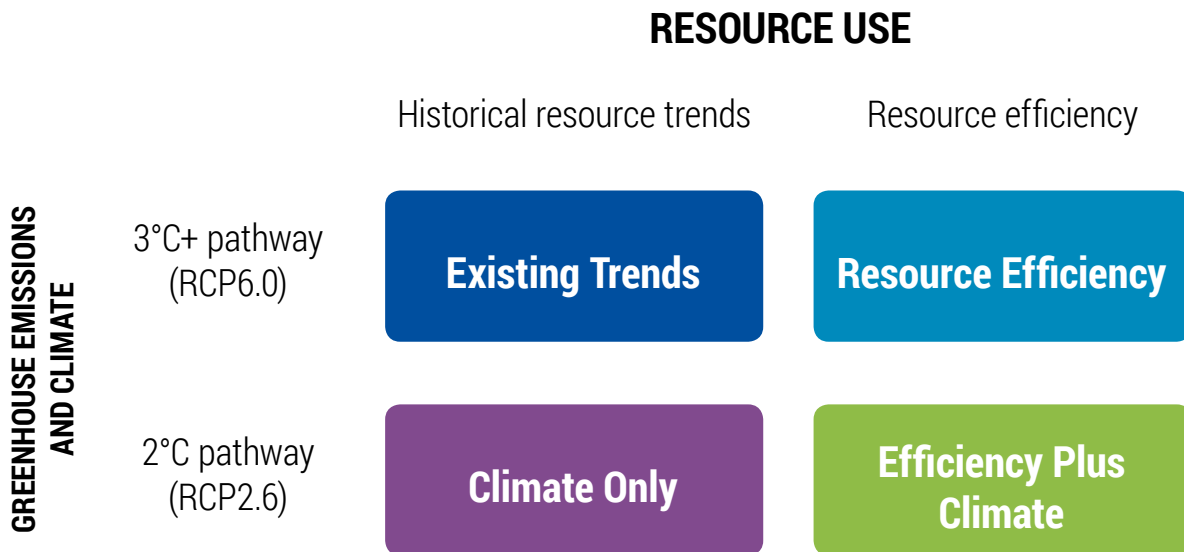 RESOURCE USE
Historical resource trends
Resource efficiency
GREENHOUSE EMISSIONS
AND CLIMATE
3°C+ pathway
(RCP6.0)
Existing Trends
Resource Efficiency
2°C pathway
(RCP2.6)
Climate Only
Efficiency Plus
Climate